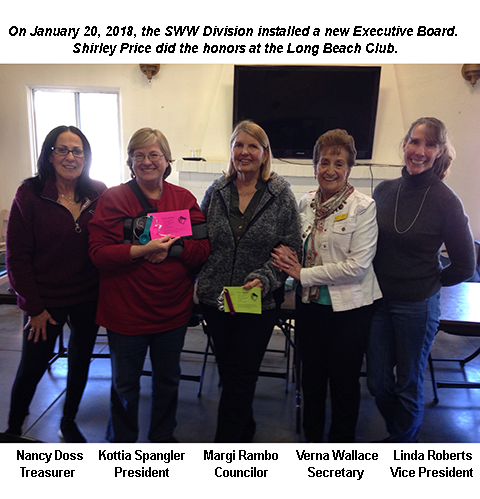 On January 20, 2018, the SWW Division installed a new Executive Board.
Shirley Price did the honors at the Long Beach Club.
Nancy Doss Kottia Spangler Margi Rambo Verna Wallace Linda Roberts
Treasurer President Councilor Secretary Vice President